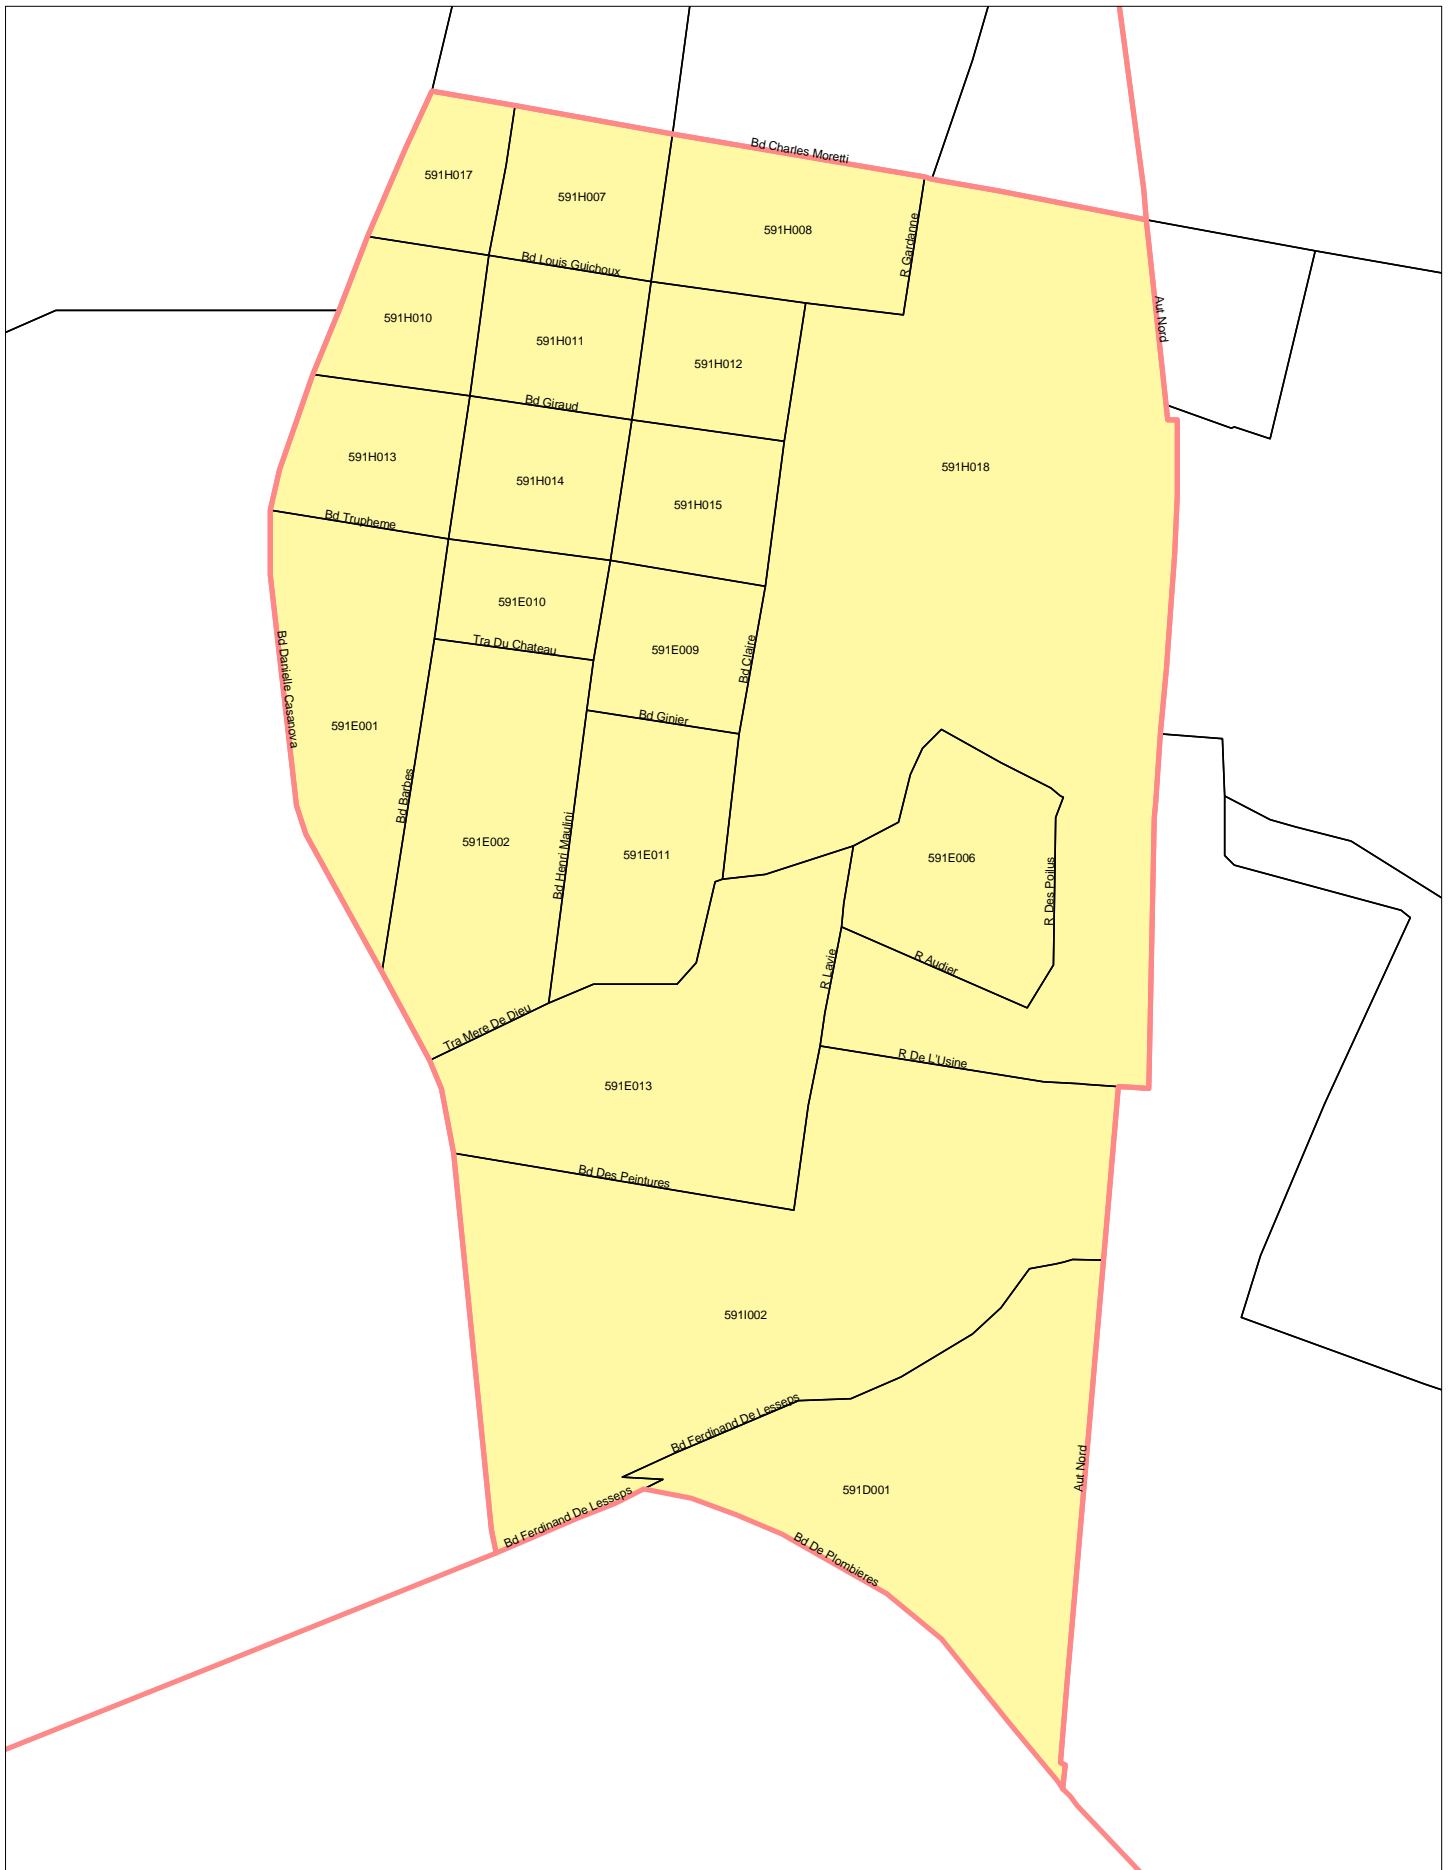 Bd Charles Moretti
591H017
591H007
591H008
R Gardanne
Bd Louis Guichoux
Aut Nord
591H010
591H011
591H012
Bd Giraud
591H013
591H014
591H015
591H018
Bd Trupheme
591E010
Tra Du Chateau
591E009
Bd Claire
Bd Danielle Casanova
591E001
Bd Ginier
Bd Barbes
591E002
Bd Henri Maulini
591E011
591E006
R Des Poilus
R Lavie
R Audier
Tra Mere De Dieu
R De L'Usine
591E013
Bd Des Peintures
591I002
Bd Ferdinand De Lesseps
Aut Nord
591D001
Bd Ferdinand De Lesseps
Bd De Plombieres